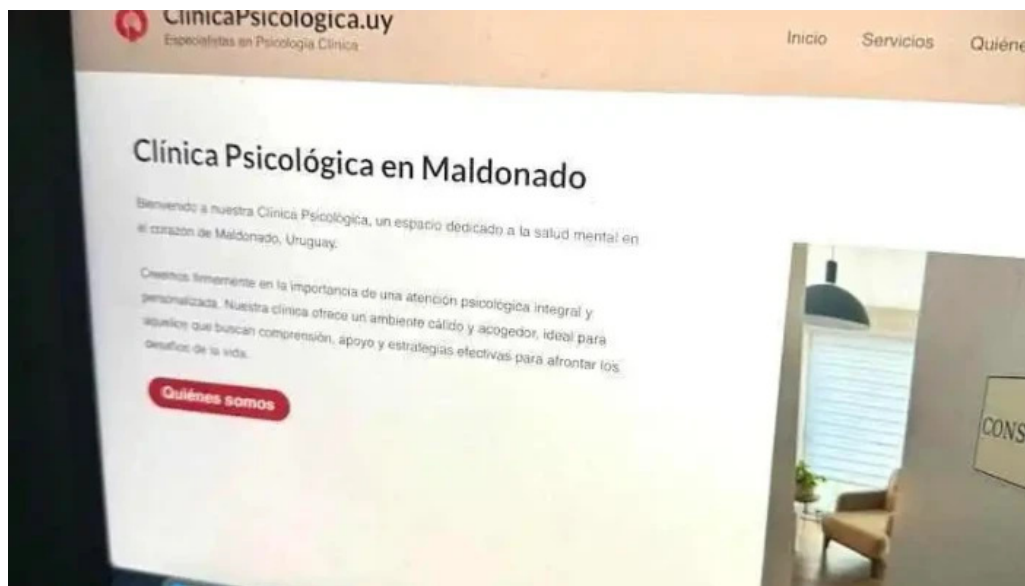 ClinicaPsicologica.uy
Especialistas en Psicología Clínica
Inicio Servicios Quiéne
Clínica Psicológica en Maldonado
Bienvenido a nuestra Clínica Psicológica, un espacio dedicado a la salud mental en
el corazón de Maldonado, Uruguay.
Creemos firmemente en la importancia de una atención psicológica integral y
personalizada. Nuestra clínica ofrece un ambiente cálido y acogedor, ideal para
aquellos que buscan comprensión, apoyo y estrategias efectivas para afrontar los
desafíos de la vida.
Quiénes somos
CONS